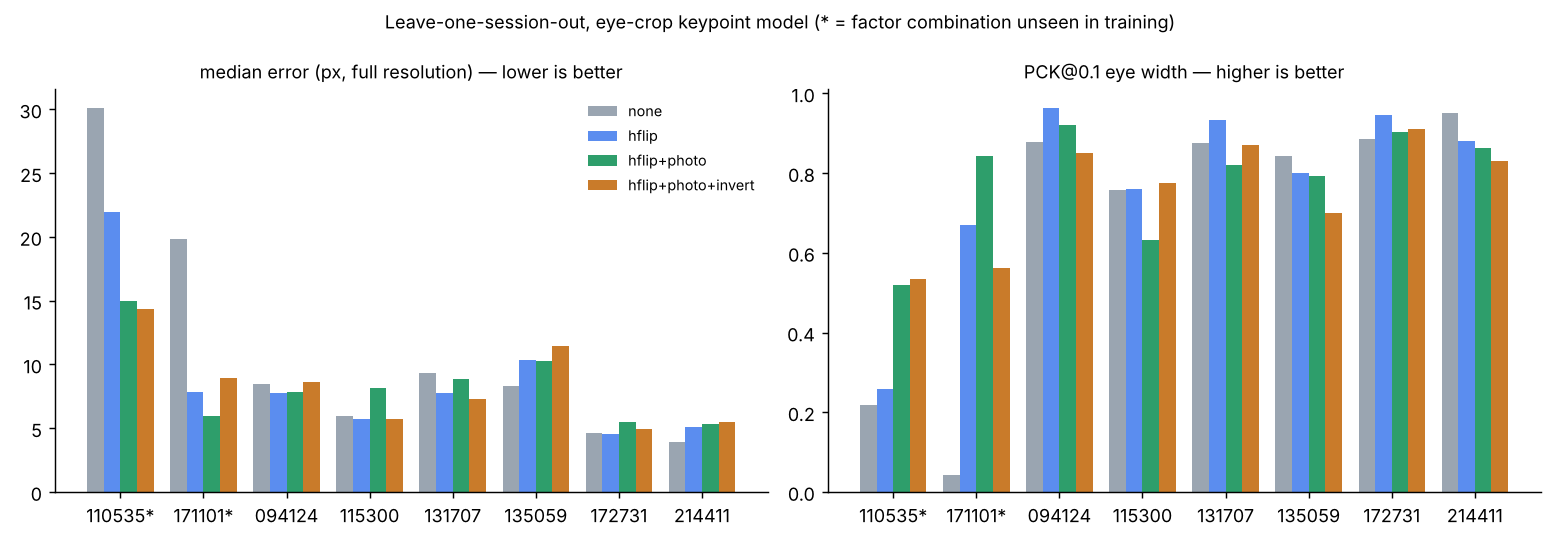 Leave-one-session-out, eye-crop keypoint model (* = factor combination unseen in training)
median error (px, full resolution) — lower is better
30
25
20
15
10
5
0
none
hflip
hflip+photo
hflip+photo+invert
110535* 171101* 094124 115300 131707 135059 172731 214411
PCK@0.1 eye width — higher is better
1.0
0.8
0.6
0.4
0.2
0.0
110535* 171101* 094124 115300 131707 135059 172731 214411